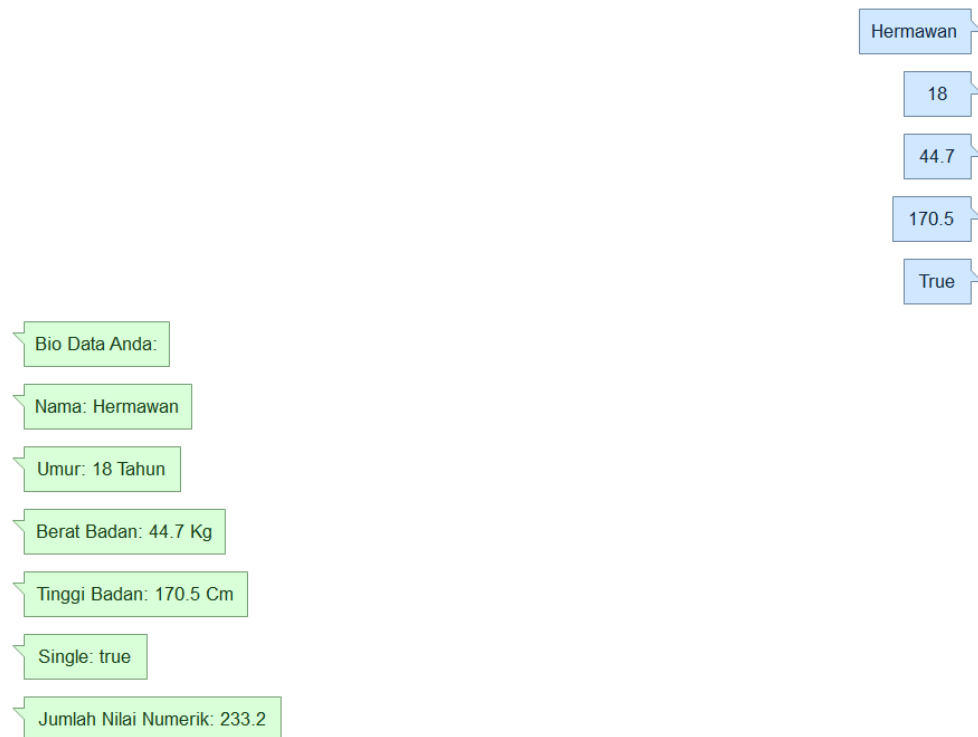 Hermawan
18
44.7
170.5
True
Bio Data Anda:
Nama: Hermawan
Umur: 18 Tahun
Berat Badan: 44.7 Kg
Tinggi Badan: 170.5 Cm
Single: true
Jumlah Nilai Numerik: 233.2